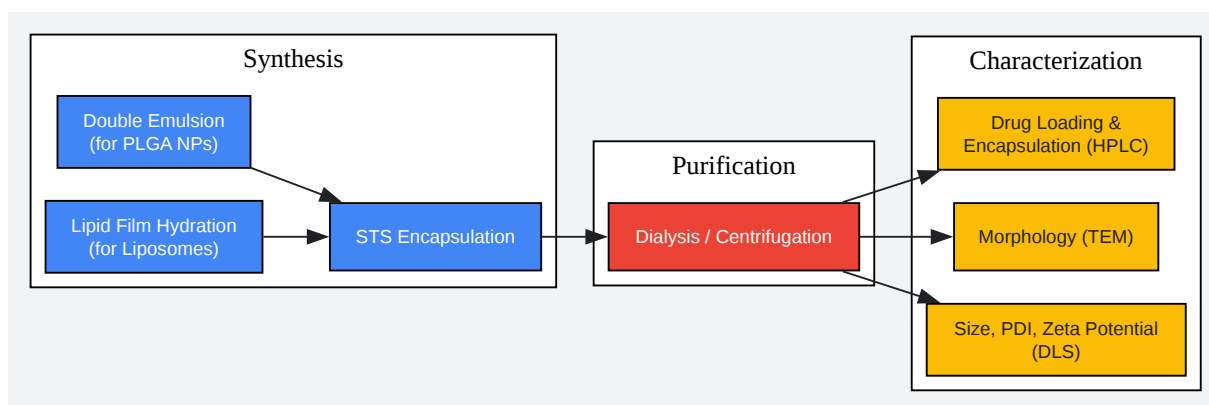 Synthesis
Double Emulsion
(for PLGA NPs)
Lipid Film Hydration
(for Liposomes)
STS Encapsulation
Purification
Dialysis / Centrifugation
Characterization
Drug Loading &
Encapsulation (HPLC)
Morphology (TEM)
Size, PDI, Zeta Potential
(DLS)